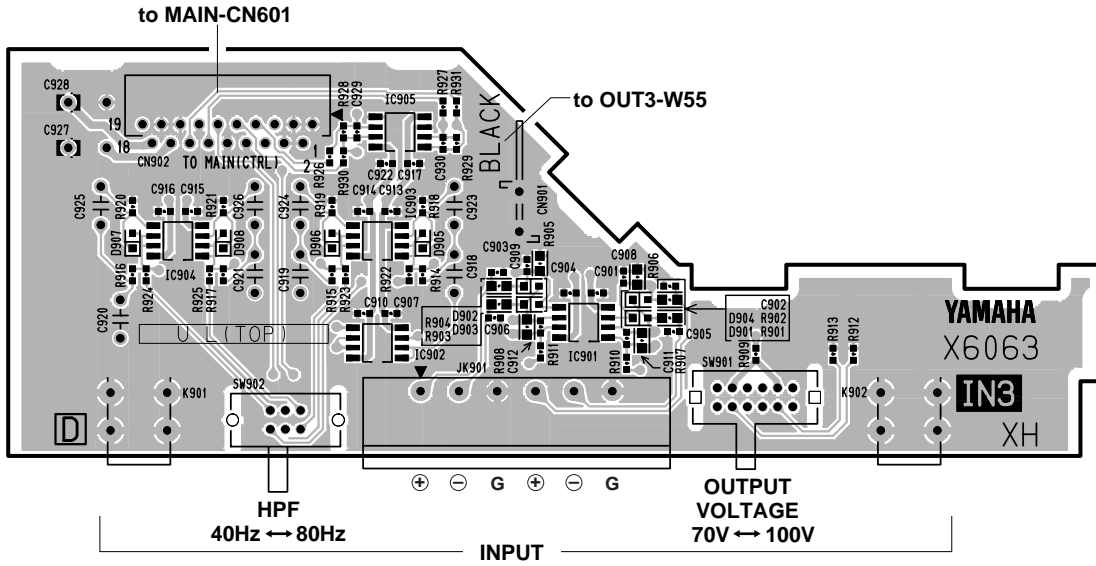 to MAIN-CN601
to OUT3-W55
C928
C927
19
18
CN902
TO MAIN(CTRL)
1
2
R928
C929
IC905
R927
R931
R926
R930
C922
C917
C930
R929
BLACK
CN901
C925
R920
C916
C915
R921
C926
C924
R919
C914
C913
IC903
R918
C923
D907
D908
D906
D905
R916
R924
IC904
R925
R917
C921
C919
R915
R923
R922
R914
C918
C920
U L(TOP)
C910
C907
IC902
R904
R903
D902
D903
C903
C909
R905
C904
C901
C908
R906
C906
C912
R911
R908
IC901
R910
C911
R907
C905
D904
D901
C902
R902
R901
JK901
SW901
R909
R913
R912
K902
YAMAHA
X6063
IN3
XH
D
K901
SW902
+ − G + − G
HPF
40Hz ↔ 80Hz
OUTPUT
VOLTAGE
70V ↔ 100V
INPUT